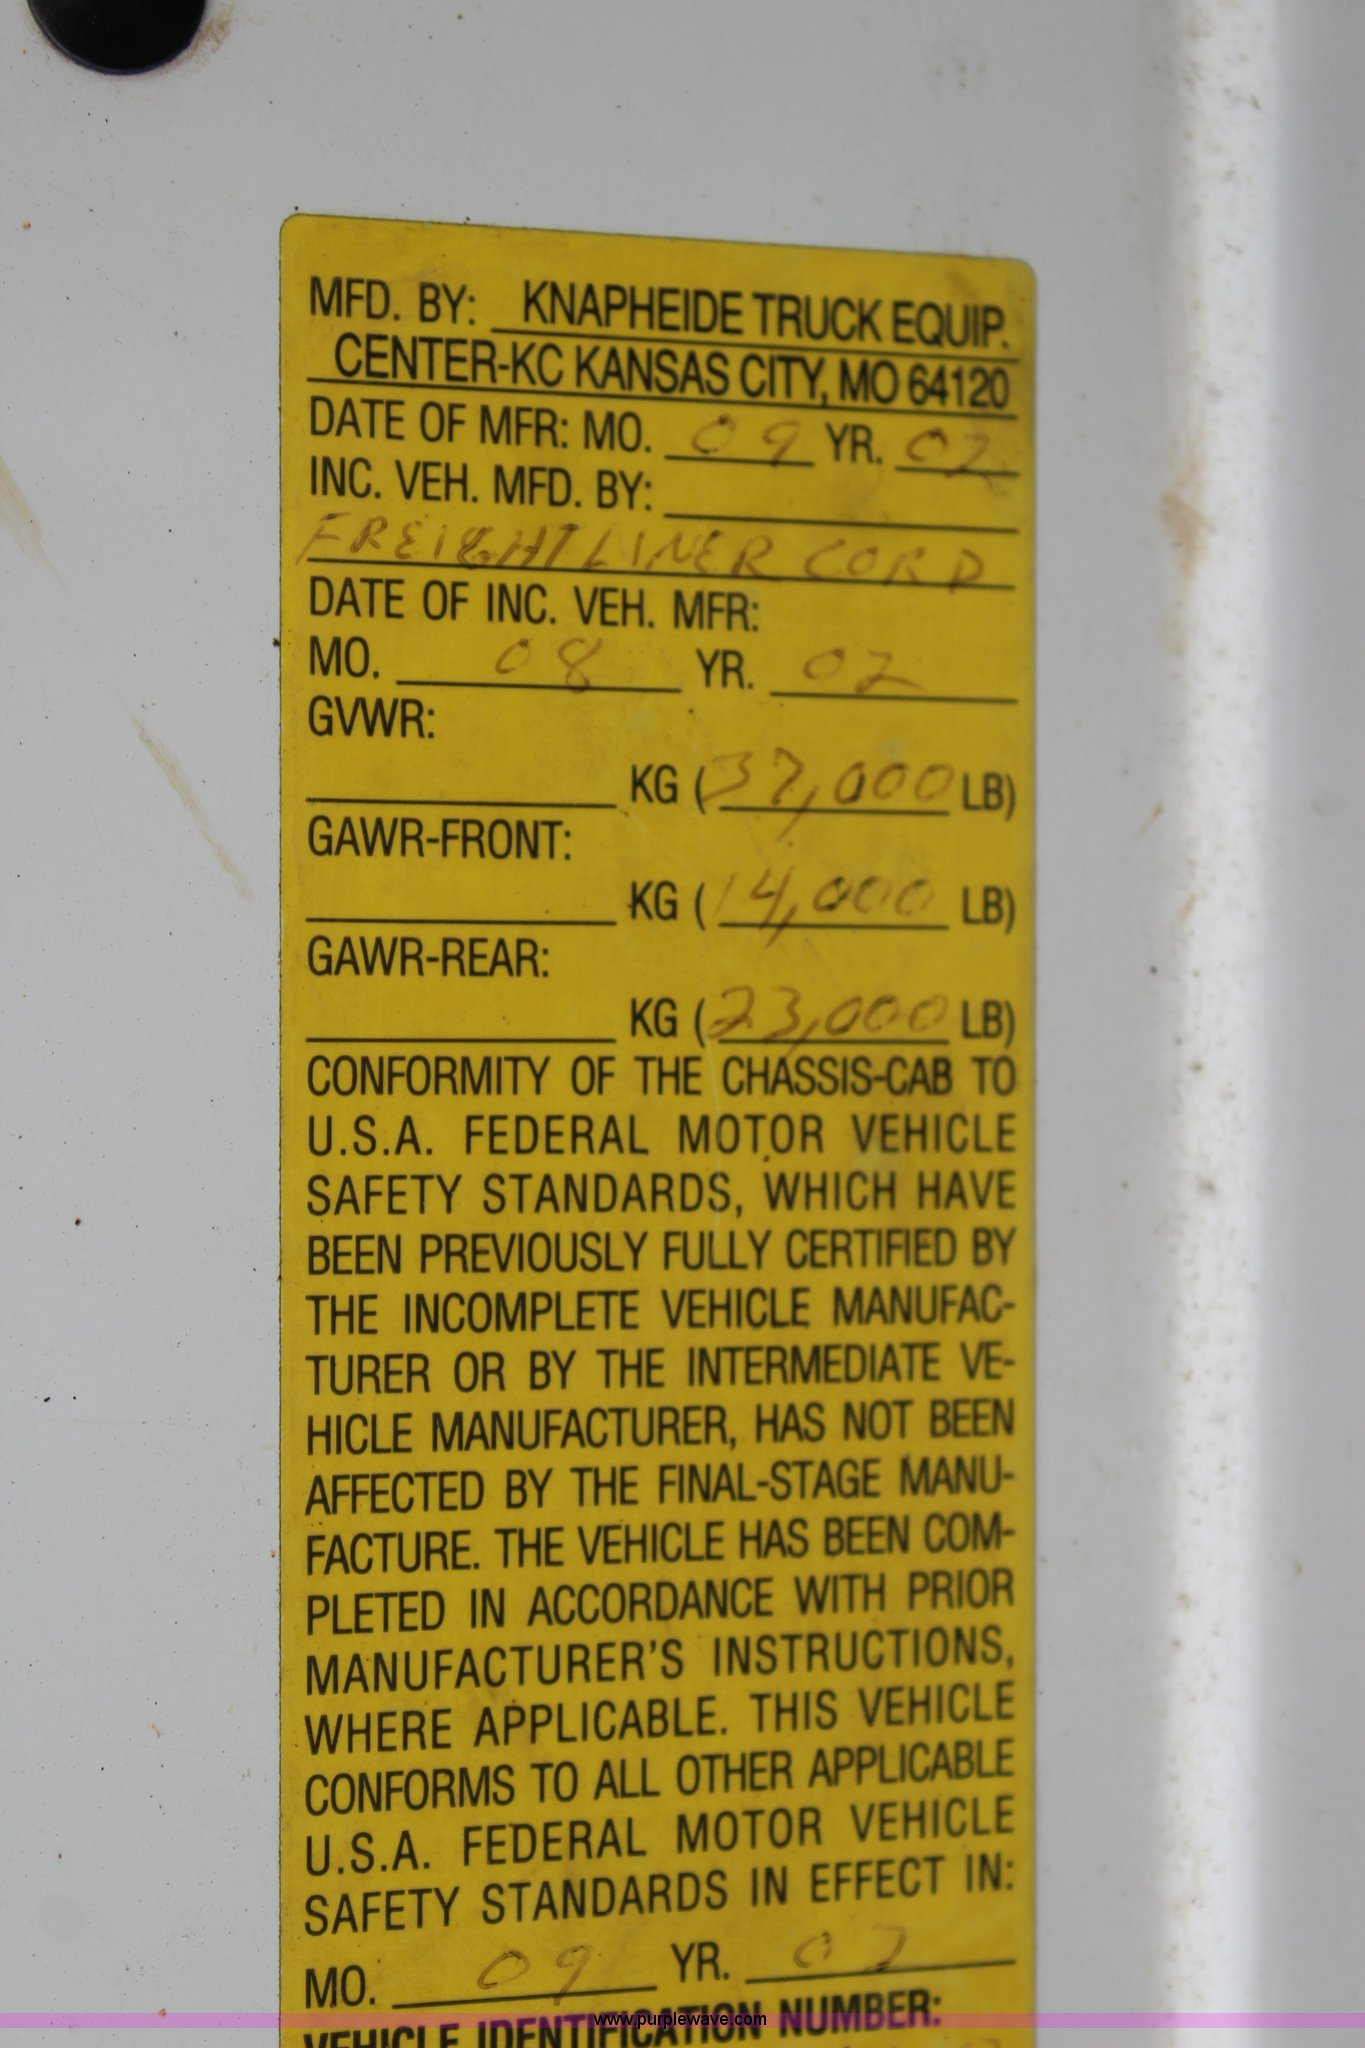 MFD. BY: KNAPHEIDE TRUCK EQUIP.
CENTER-KC KANSAS CITY, MO 64120
DATE OF MFR: MO. 09 YR. 02
INC. VEH. MFD. BY:
FREIGHTLINER CORP
DATE OF INC. VEH. MFR:
MO. 08 YR. 02
GVWR:
KG (37,000 LB)
GAWR-FRONT:
KG (14,000 LB)
GAWR-REAR:
KG (23,000 LB)
CONFORMITY OF THE CHASSIS-CAB TO
U.S.A. FEDERAL MOTOR VEHICLE
SAFETY STANDARDS, WHICH HAVE
BEEN PREVIOUSLY FULLY CERTIFIED BY
THE INCOMPLETE VEHICLE MANUFAC-
TURER OR BY THE INTERMEDIATE VE-
HICLE MANUFACTURER, HAS NOT BEEN
AFFECTED BY THE FINAL-STAGE MANU-
FACTURE. THE VEHICLE HAS BEEN COM-
PLETED IN ACCORDANCE WITH PRIOR
MANUFACTURER'S INSTRUCTIONS,
WHERE APPLICABLE. THIS VEHICLE
CONFORMS TO ALL OTHER APPLICABLE
U.S.A. FEDERAL MOTOR VEHICLE
SAFETY STANDARDS IN EFFECT IN:
MO. 09 YR. 02
VEHICLE IDENTIFICATION NUMBER:
www.purplewave.com